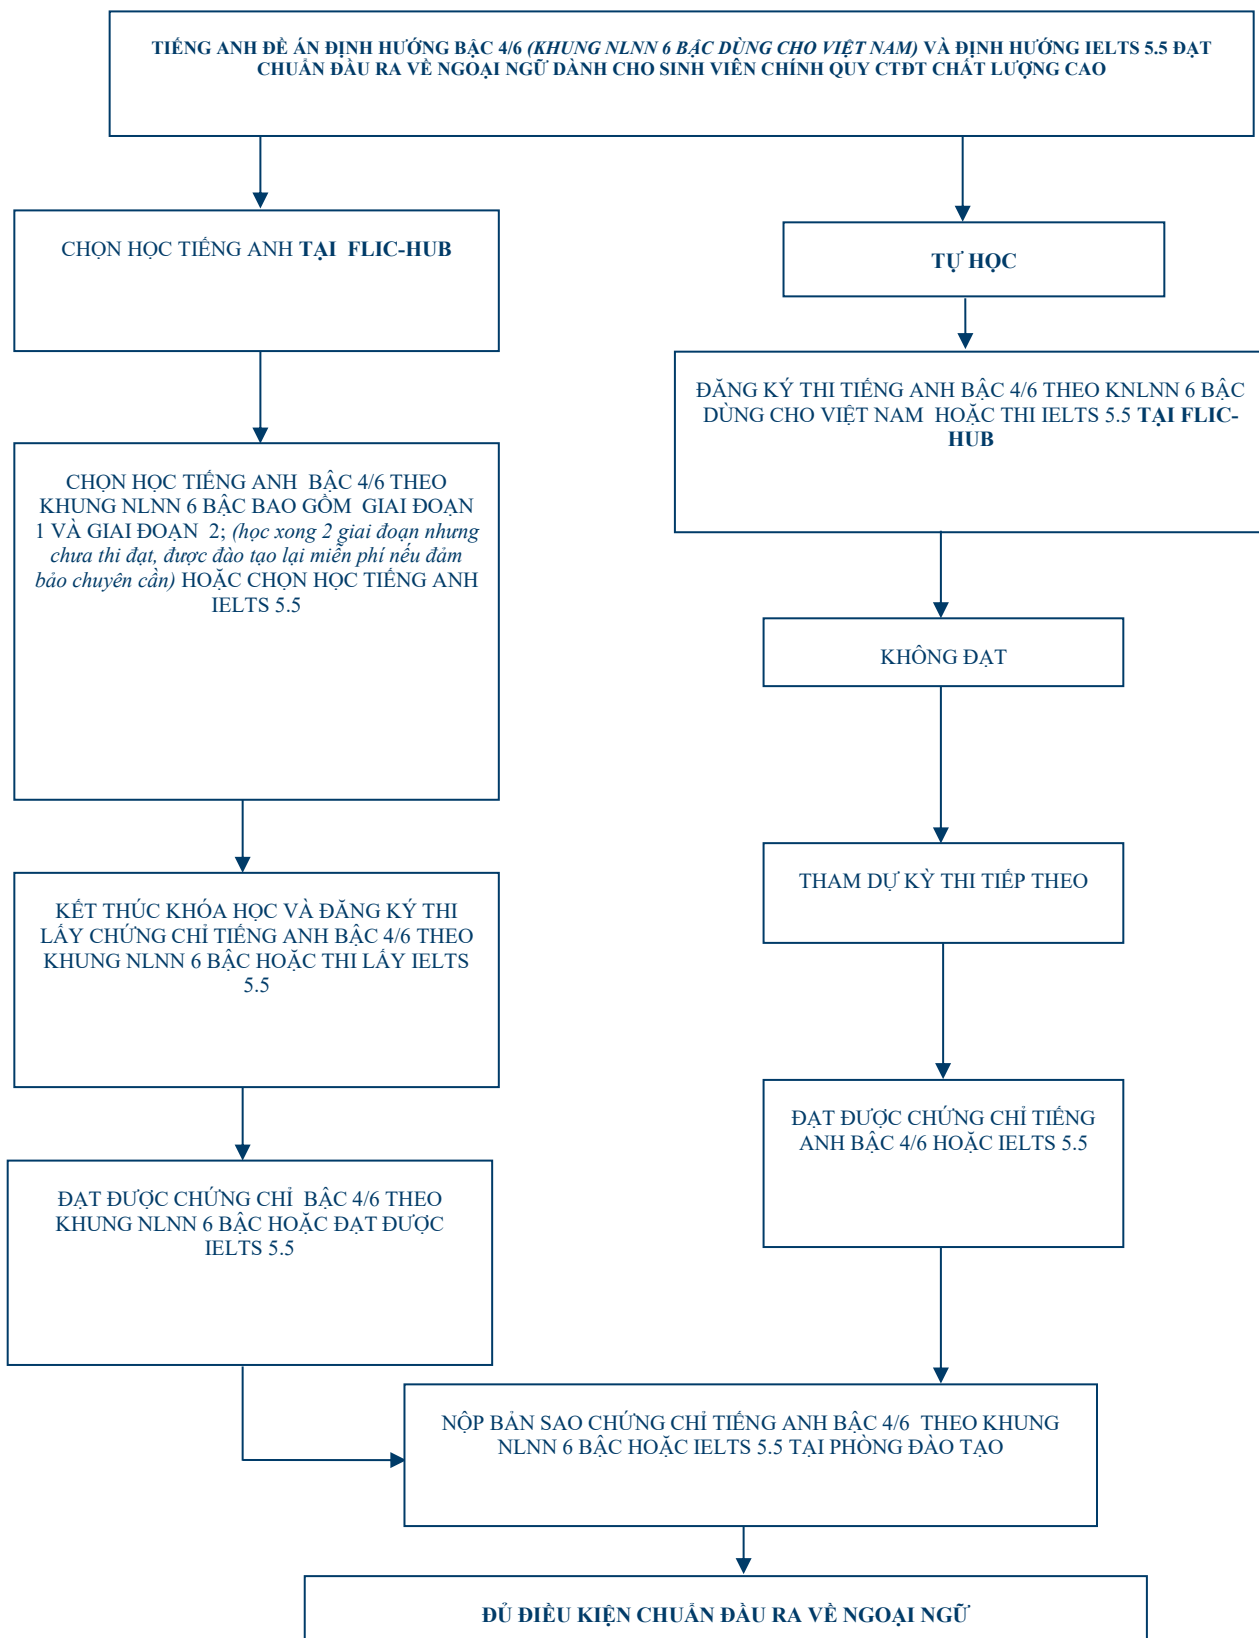 TIẾNG ANH ĐỀ ÁN ĐỊNH HƯỚNG BẬC 4/6 (KHUNG NLNN 6 BẬC DÙNG CHO VIỆT NAM) VÀ ĐỊNH HƯỚNG IELTS 5.5 ĐẠT
CHUẨN ĐẦU RA VỀ NGOẠI NGỮ DÀNH CHO SINH VIÊN CHÍNH QUY CTĐT CHẤT LƯỢNG CAO
CHỌN HỌC TIẾNG ANH TẠI FLIC-HUB
CHỌN HỌC TIẾNG ANH BẬC 4/6 THEO
KHUNG NLNN 6 BẬC BAO GỒM GIAI ĐOẠN
1 VÀ GIAI ĐOẠN 2; (học xong 2 giai đoạn nhưng
chưa thi đạt, được đào tạo lại miễn phí nếu đảm
bảo chuyên cần) HOẶC CHỌN HỌC TIẾNG ANH
IELTS 5.5
KẾT THÚC KHÓA HỌC VÀ ĐĂNG KÝ THI
LẤY CHỨNG CHỈ TIẾNG ANH BẬC 4/6 THEO
KHUNG NLNN 6 BẬC HOẶC THI LẤY IELTS
5.5
ĐẠT ĐƯỢC CHỨNG CHỈ BẬC 4/6 THEO
KHUNG NLNN 6 BẬC HOẶC ĐẠT ĐƯỢC
IELTS 5.5
TỰ HỌC
ĐĂNG KÝ THI TIẾNG ANH BẬC 4/6 THEO KNLNN 6 BẬC
DÙNG CHO VIỆT NAM HOẶC THI IELTS 5.5 TẠI FLIC-
HUB
KHÔNG ĐẠT
THAM DỰ KỲ THI TIẾP THEO
ĐẠT ĐƯỢC CHỨNG CHỈ TIẾNG
ANH BẬC 4/6 HOẶC IELTS 5.5
NỘP BẢN SAO CHỨNG CHỈ TIẾNG ANH BẬC 4/6 THEO KHUNG
NLNN 6 BẬC HOẶC IELTS 5.5 TẠI PHÒNG ĐÀO TẠO
ĐỦ ĐIỀU KIỆN CHUẨN ĐẦU RA VỀ NGOẠI NGỮ